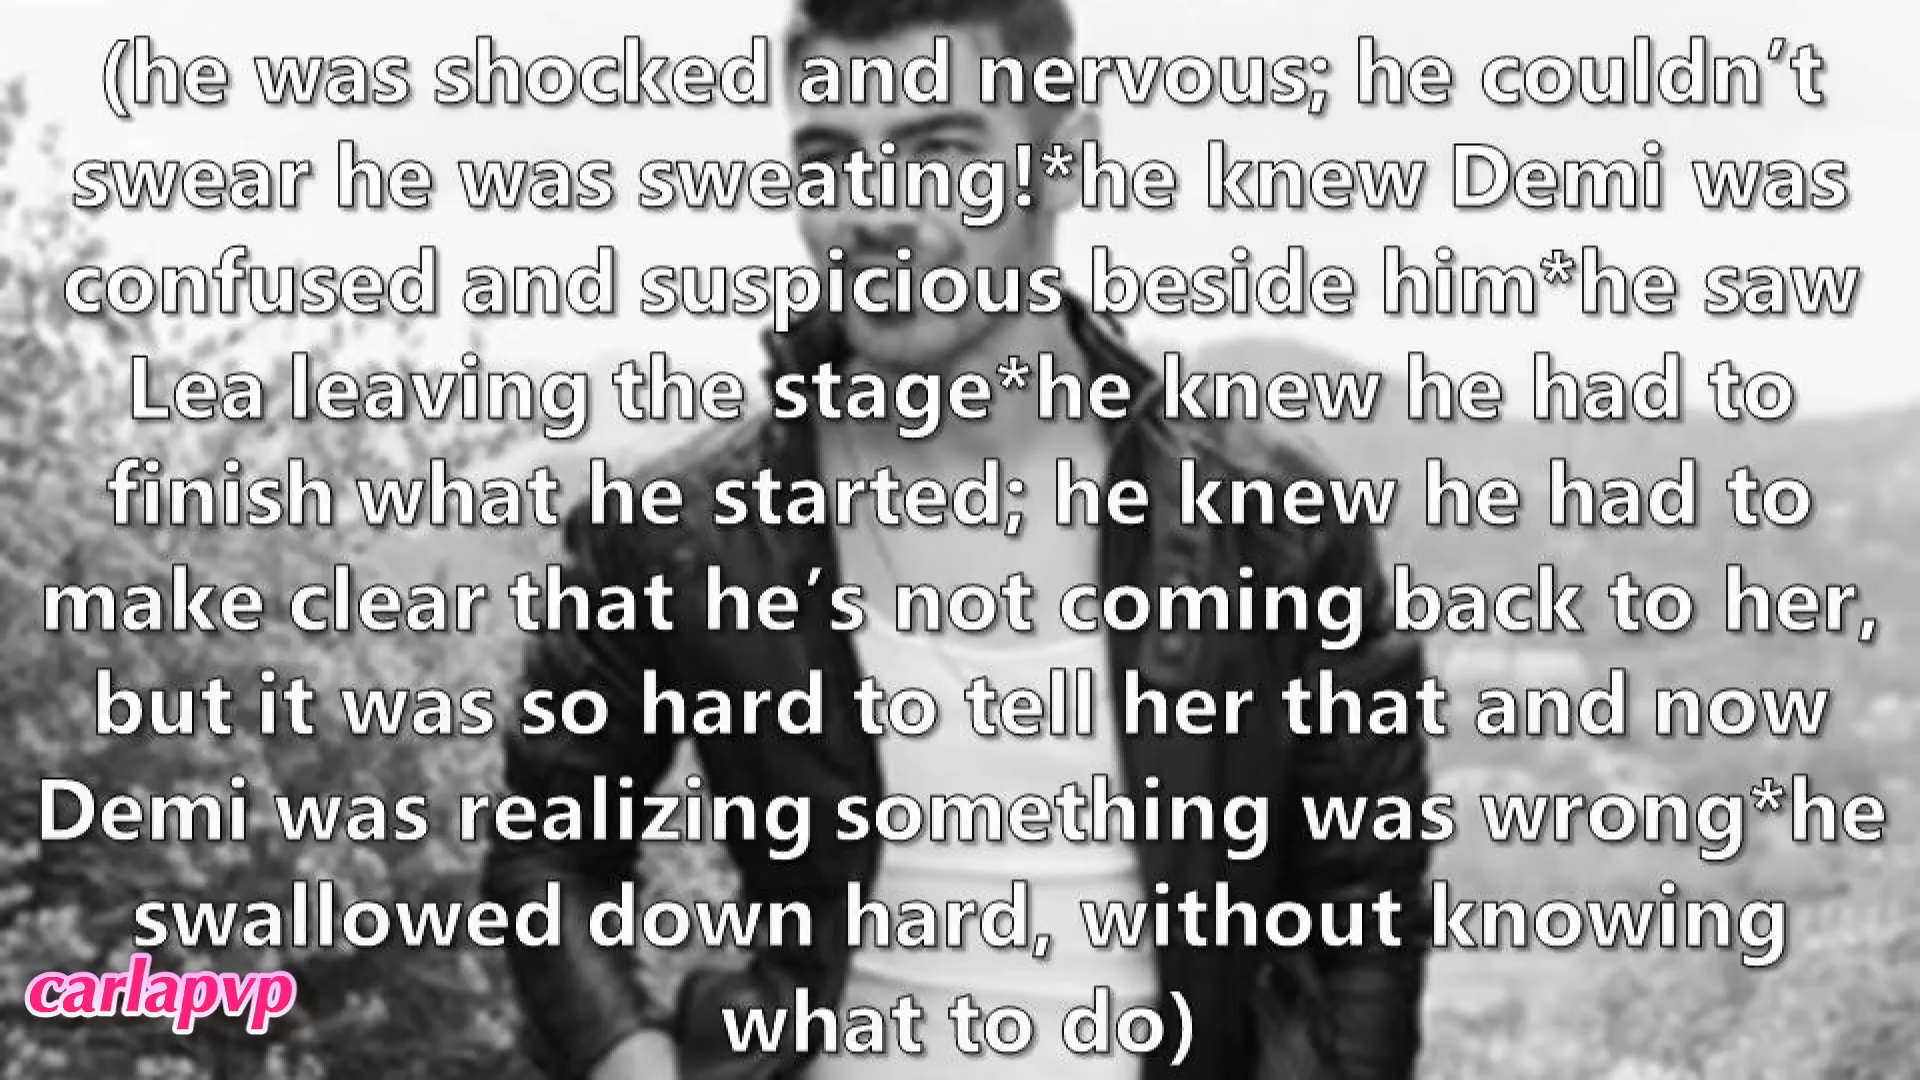 (he was shocked and nervous; he couldn’t
swear he was sweating!*he knew Demi was
confused and suspicious beside him*he saw
Lea leaving the stage*he knew he had to
finish what he started; he knew he had to
make clear that he’s not coming back to her,
but it was so hard to tell her that and now
Demi was realizing something was wrong*he
swallowed down hard, without knowing
what to do)
carlapvp